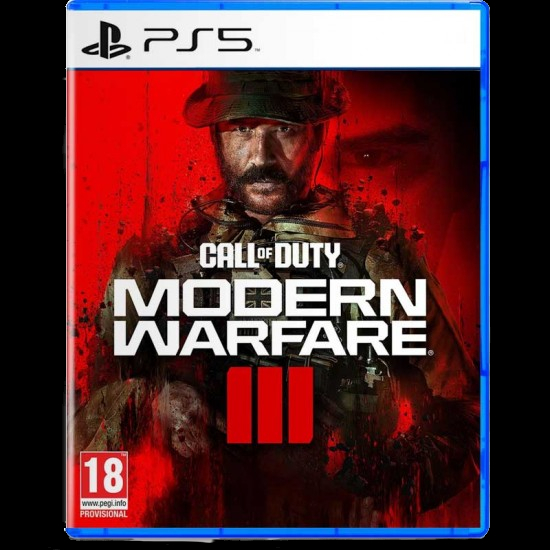 PS5
CALL OF DUTY
MODERN
WARFARE
III
18
www.pegi.info
PROVISIONAL